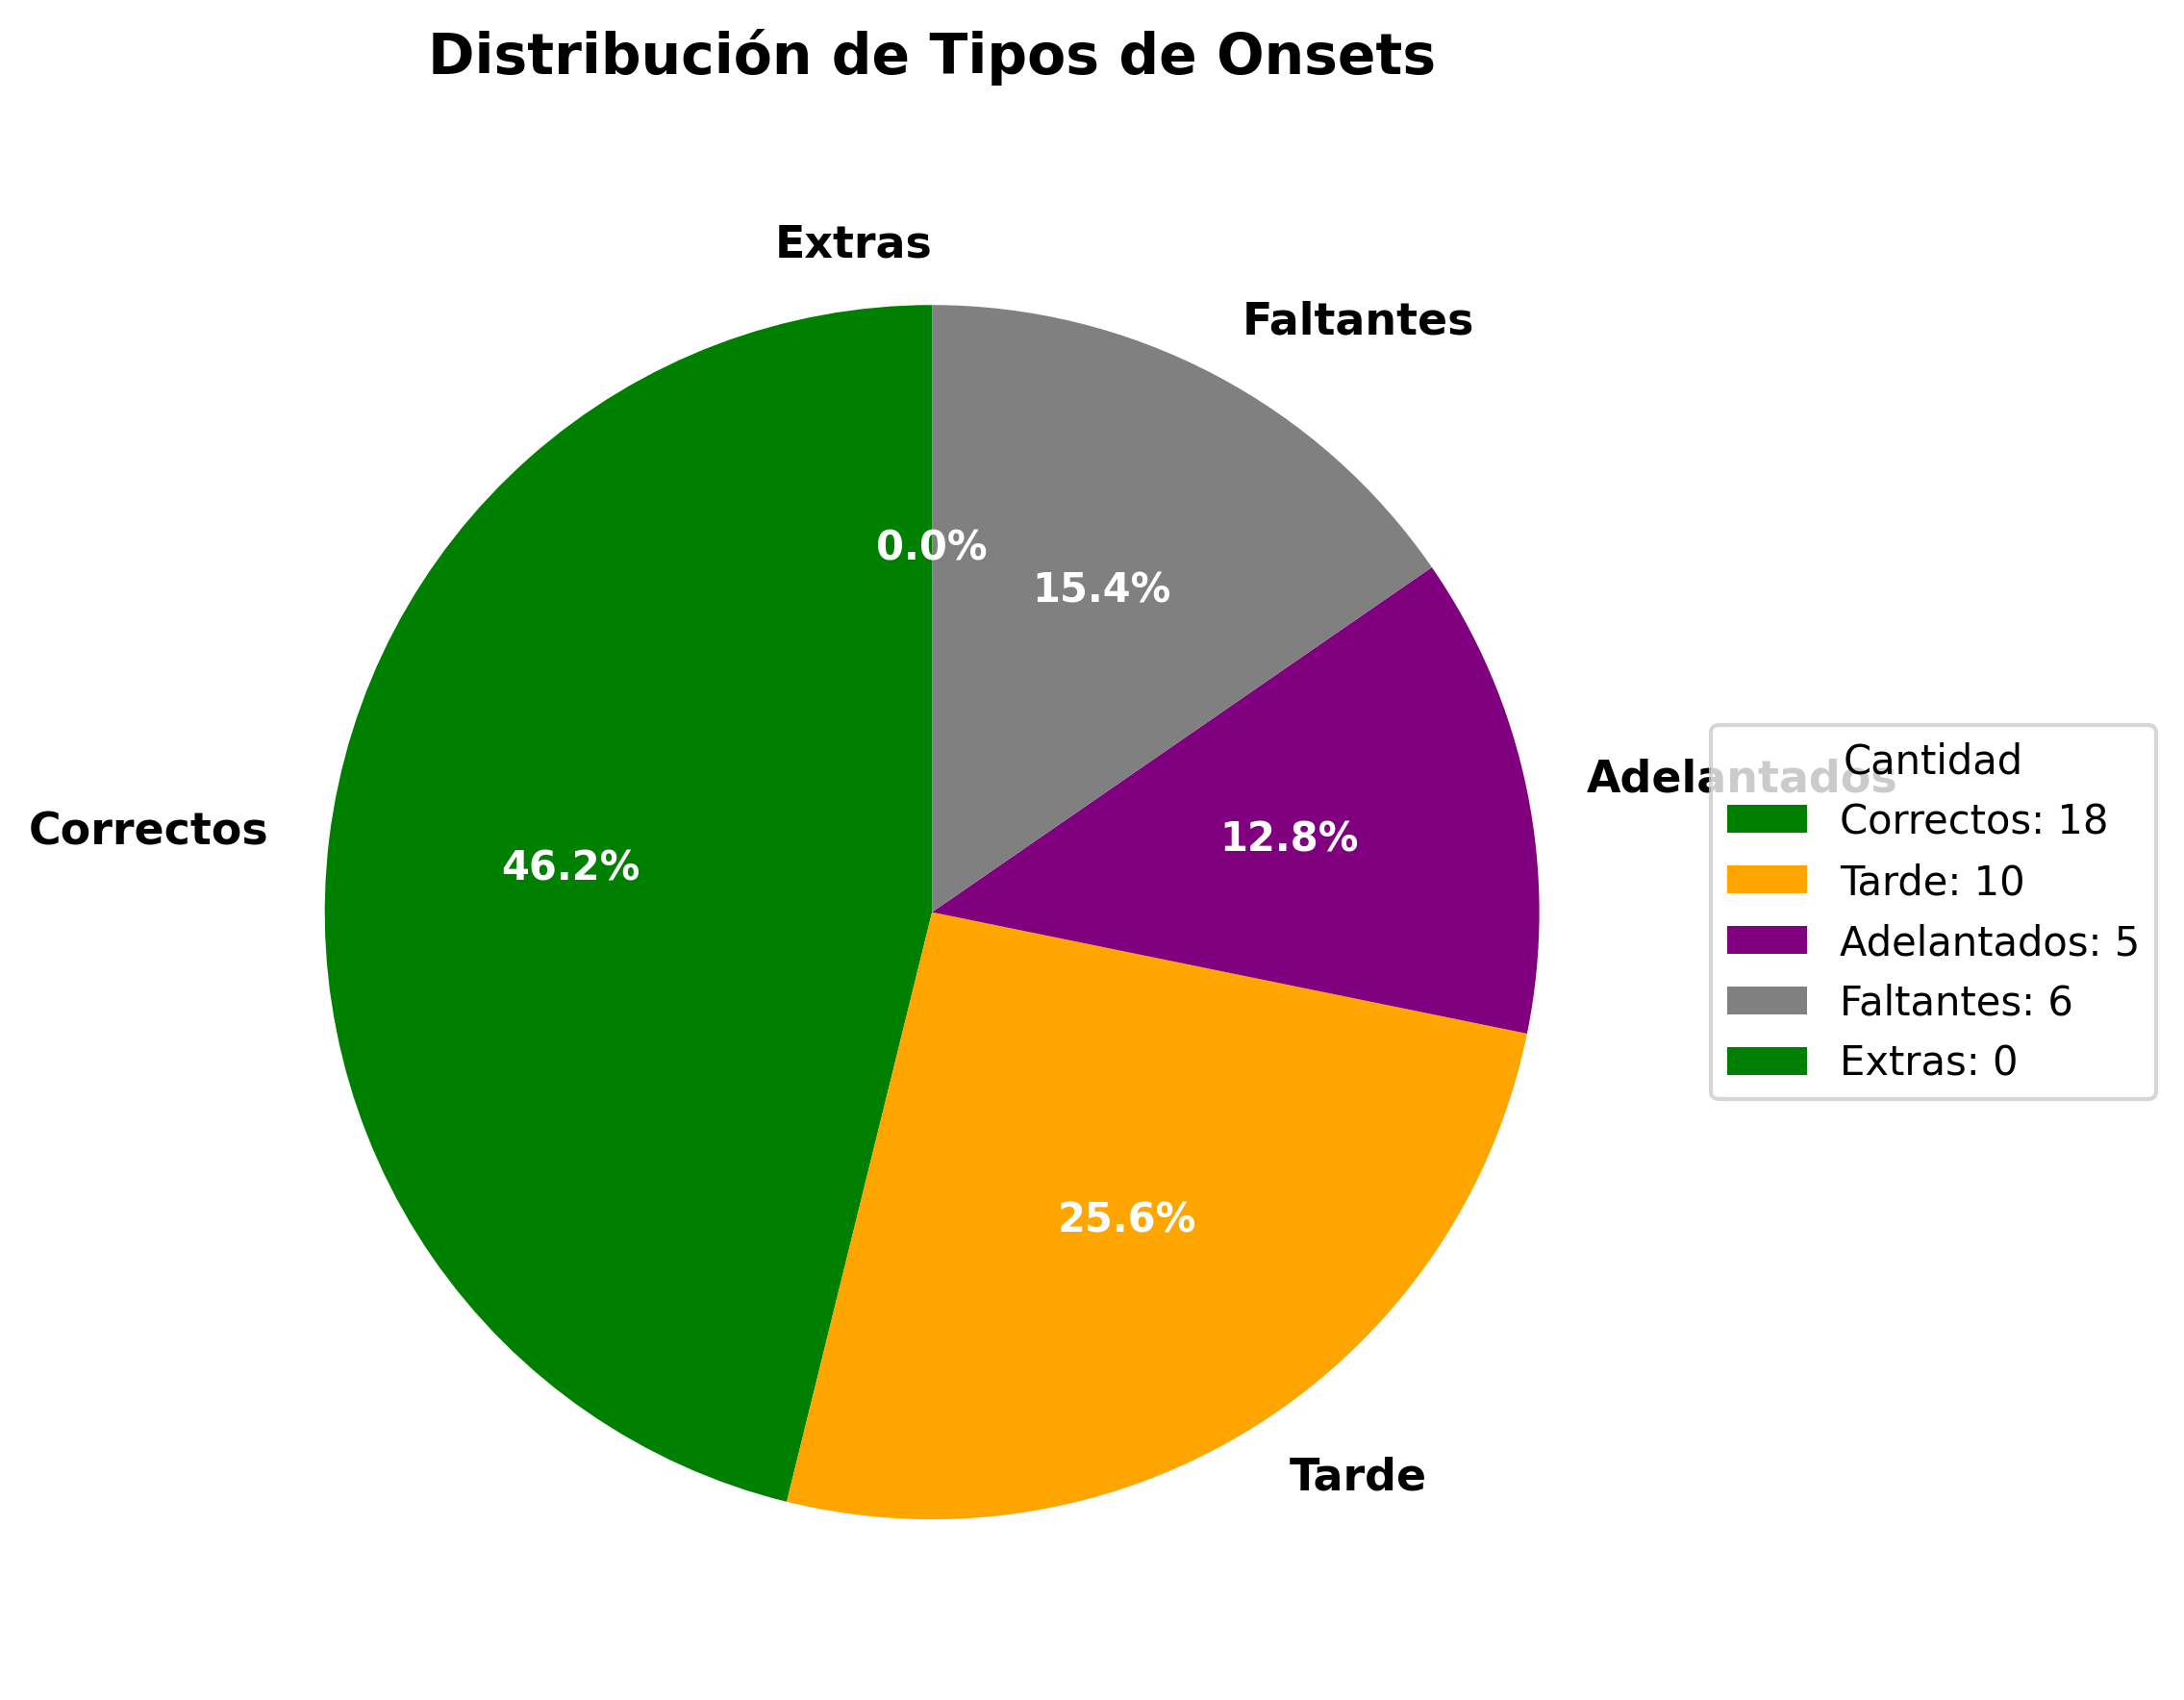 Distribución de Tipos de Onsets
Extras
Faltantes
0.0%
15.4%
Adelantados
Correctos
46.2%
12.8%
25.6%
Tarde
Cantidad
Correctos: 18
Tarde: 10
Adelantados: 5
Faltantes: 6
Extras: 0